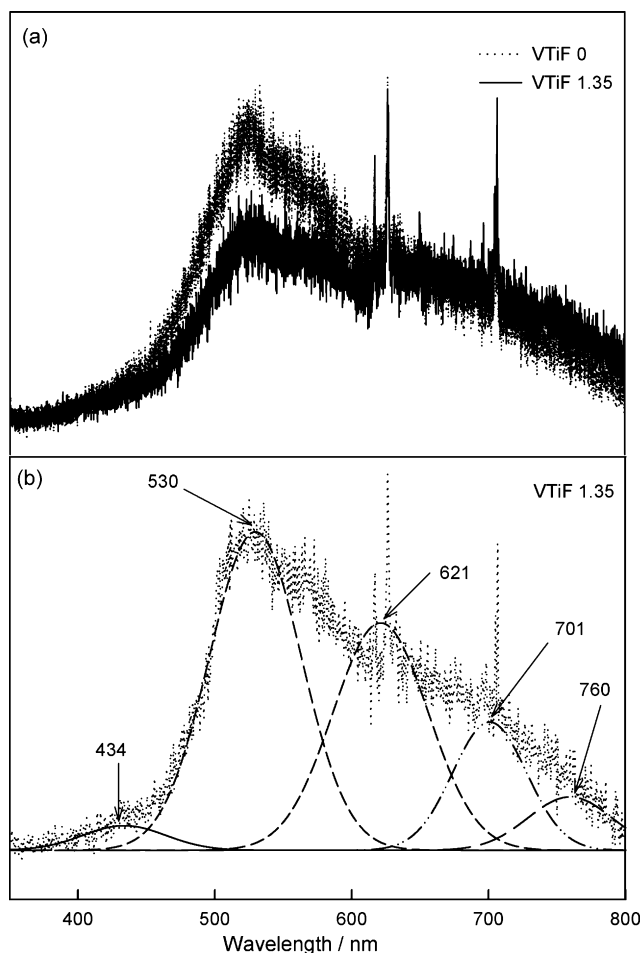 (a)
VTiF 0
VTiF 1.35
(b)
VTiF 1.35
530
621
701
760
434
400 500 600 700 800
Wavelength / nm